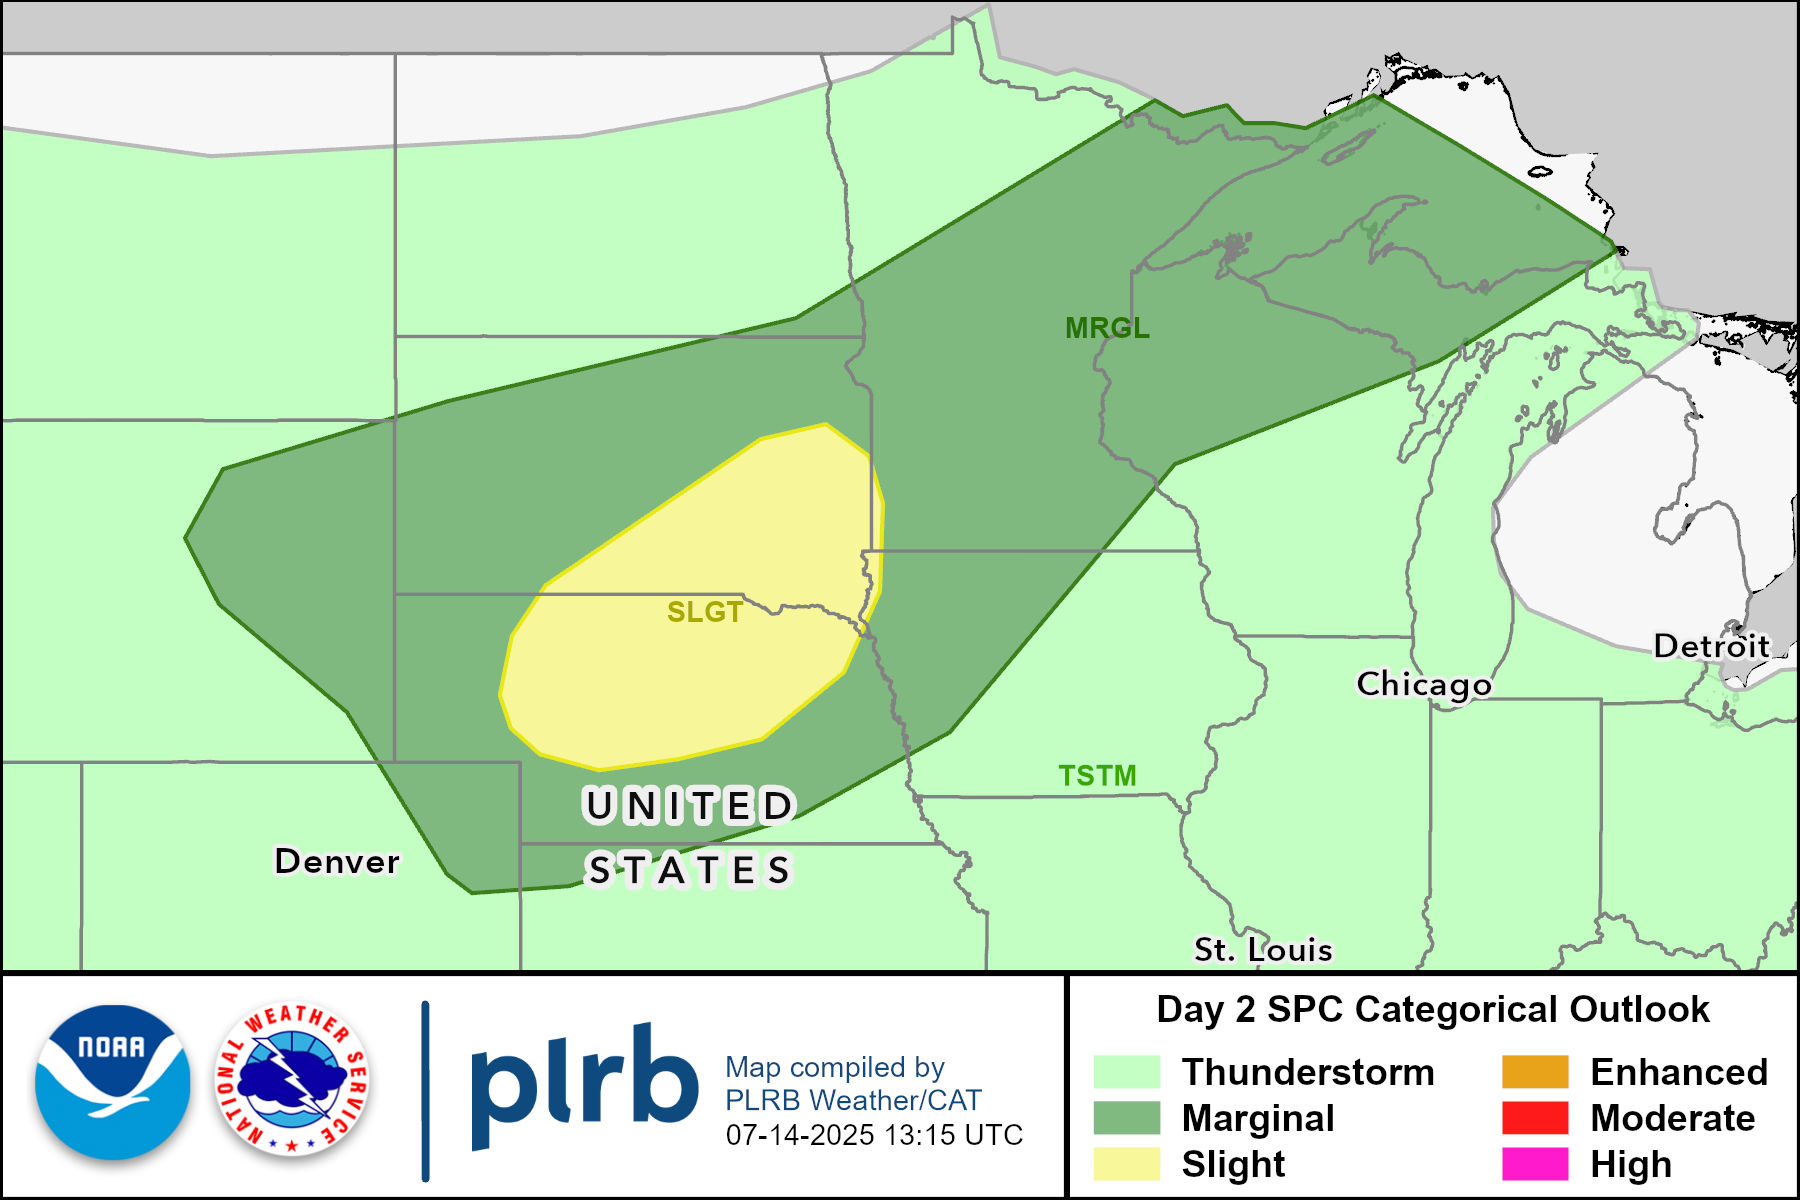 MRGL
SLGT
Detroit
Chicago
TSTM
UNITED
STATES
Denver
St. Louis
NOAA
NATIONAL WEATHER SERVICE
plrb
Map compiled by
PLRB Weather/CAT
07-14-2025 13:15 UTC
Day 2 SPC Categorical Outlook
Thunderstorm
Marginal
Slight
Enhanced
Moderate
High